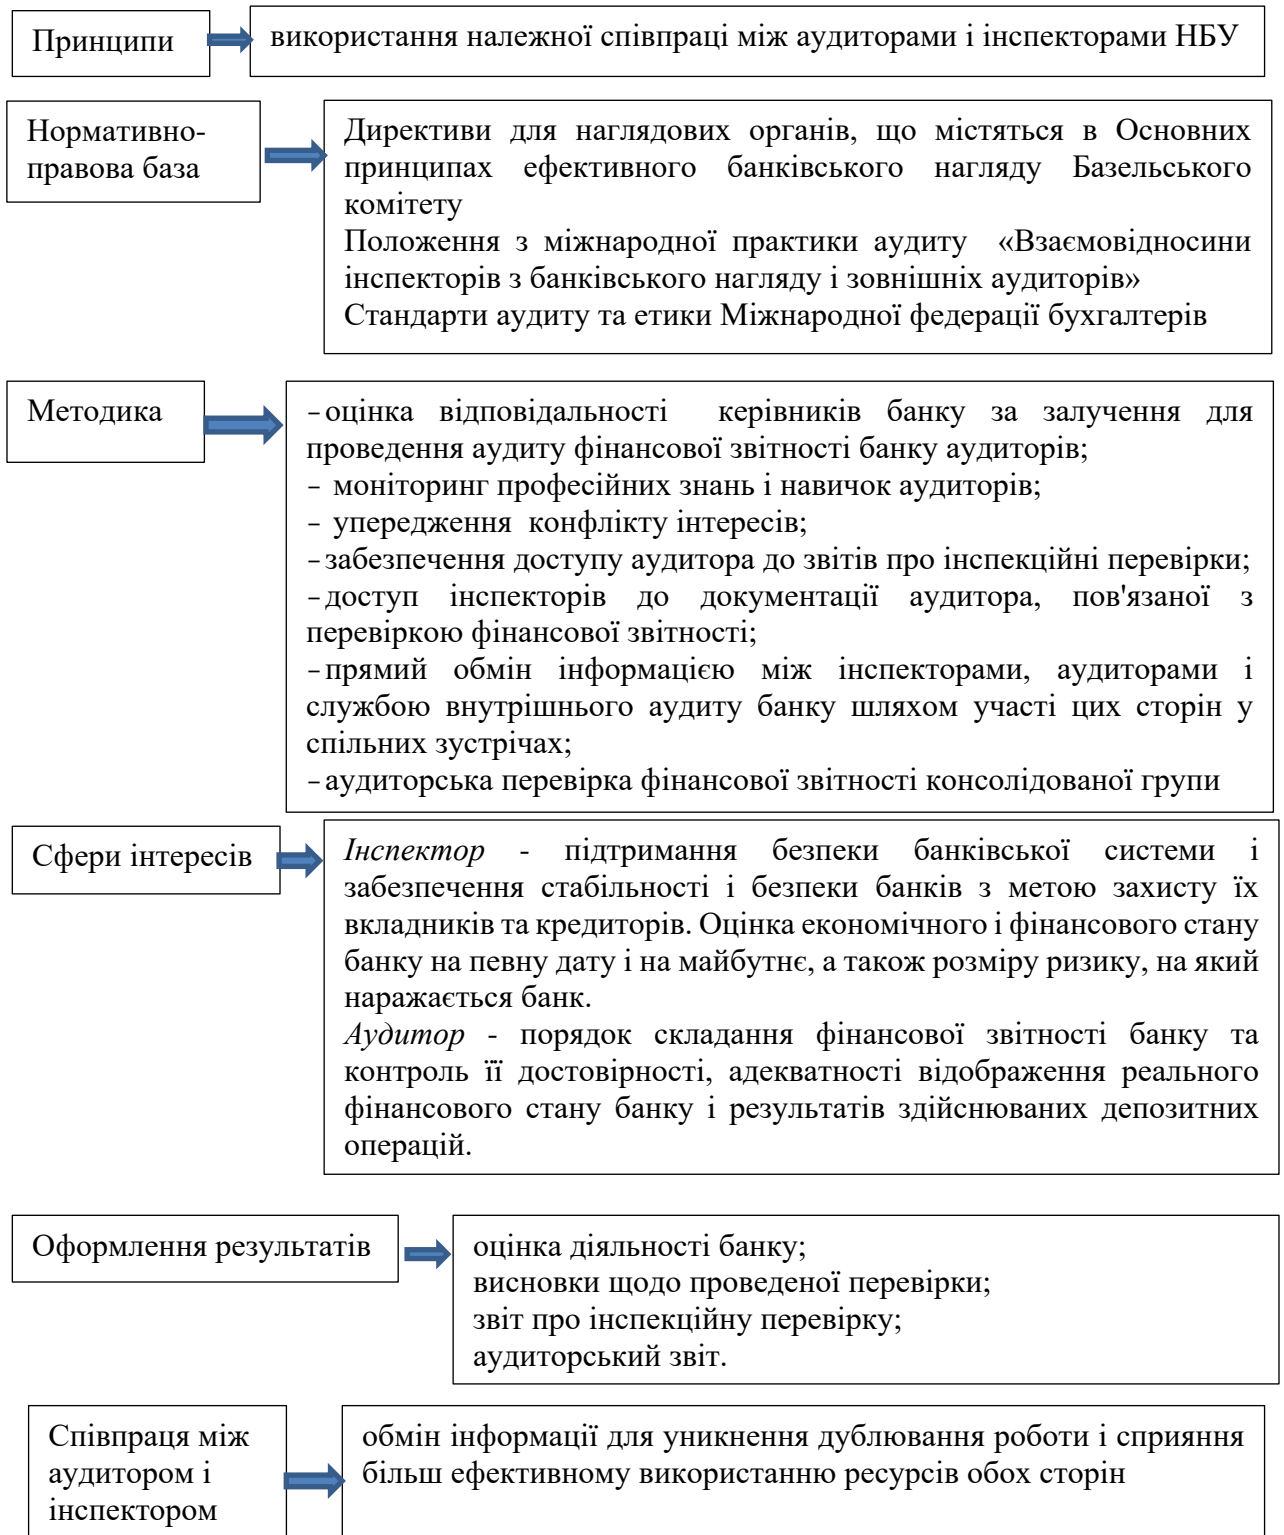 Принципи
використання належної співпраці між аудиторами і інспекторами НБУ
Нормативно-
правова база
Директиви для наглядових органів, що містяться в Основних
принципах ефективного банківського нагляду Базельського
комітету
Положення з міжнародної практики аудиту «Взаємовідносини
інспекторів з банківського нагляду і зовнішніх аудиторів»
Стандарти аудиту та етики Міжнародної федерації бухгалтерів
Методика
- оцінка відповідальності керівників банку за залучення для
проведення аудиту фінансової звітності банку аудиторів;
- моніторинг професійних знань і навичок аудиторів;
- упередження конфлікту інтересів;
- забезпечення доступу аудитора до звітів про інспекційні перевірки;
- доступ інспекторів до документації аудитора, пов'язаної з
перевіркою фінансової звітності;
- прямий обмін інформацією між інспекторами, аудиторами і
службою внутрішнього аудиту банку шляхом участі цих сторін у
спільних зустрічах;
- аудиторська перевірка фінансової звітності консолідованої групи
Сфери інтересів
Інспектор - підтримання безпеки банківської системи і
забезпечення стабільності і безпеки банків з метою захисту їх
вкладників та кредиторів. Оцінка економічного і фінансового стану
банку на певну дату і на майбутнє, а також розміру ризику, на який
наражається банк.
Аудитор - порядок складання фінансової звітності банку та
контроль її достовірності, адекватності відображення реального
фінансового стану банку і результатів здійснюваних депозитних
операцій.
Оформлення результатів
оцінка діяльності банку;
висновки щодо проведеної перевірки;
звіт про інспекційну перевірку;
аудиторський звіт.
Співпраця між
аудитором і
інспектором
обмін інформації для уникнення дублювання роботи і сприяння
більш ефективному використанню ресурсів обох сторін